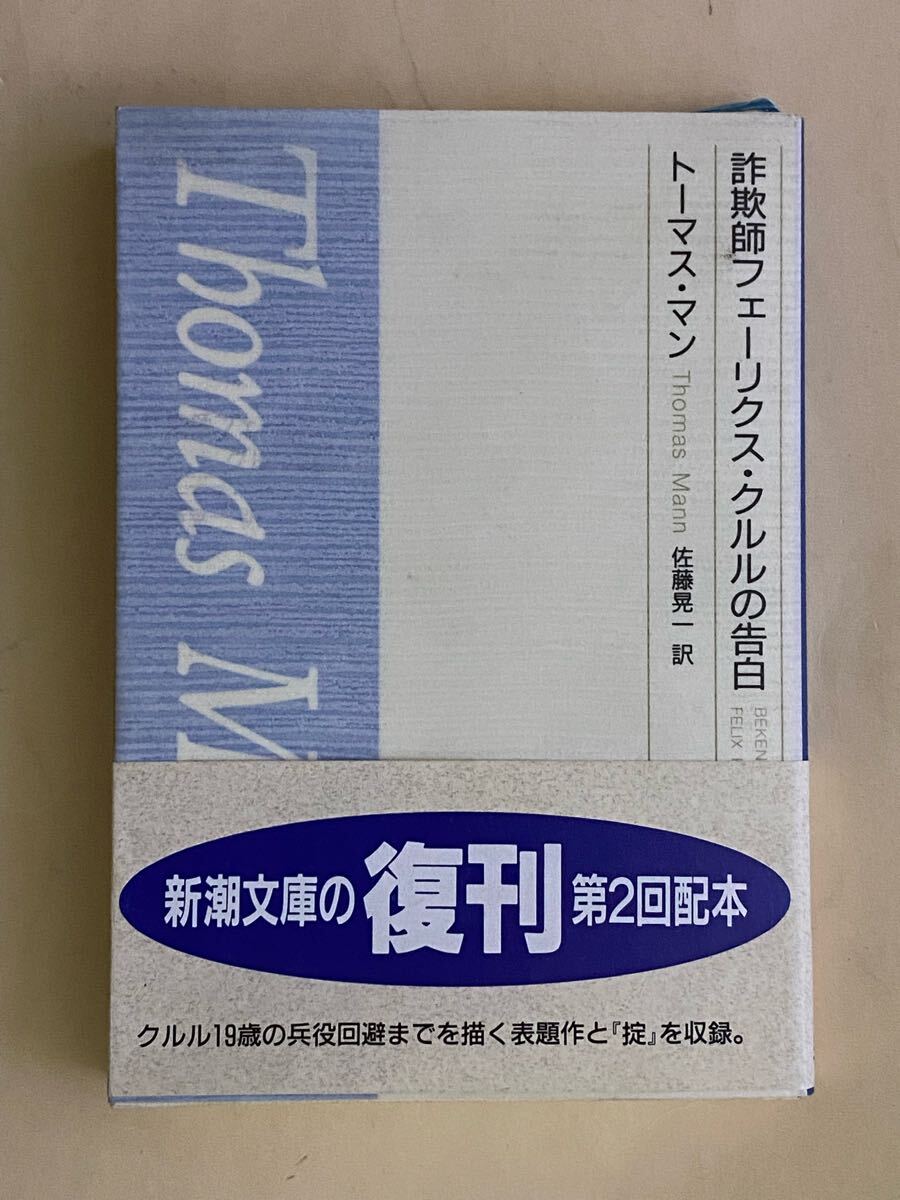 詐欺師フェーリクス・クルルの告白
BEKEN
FELIX
トーマス・マン Thomas Mann 佐藤晃一 訳
Thomas M
新潮文庫の復刊 第2回配本
クルル19歳の兵役回避までを描く表題作と『掟』を収録。